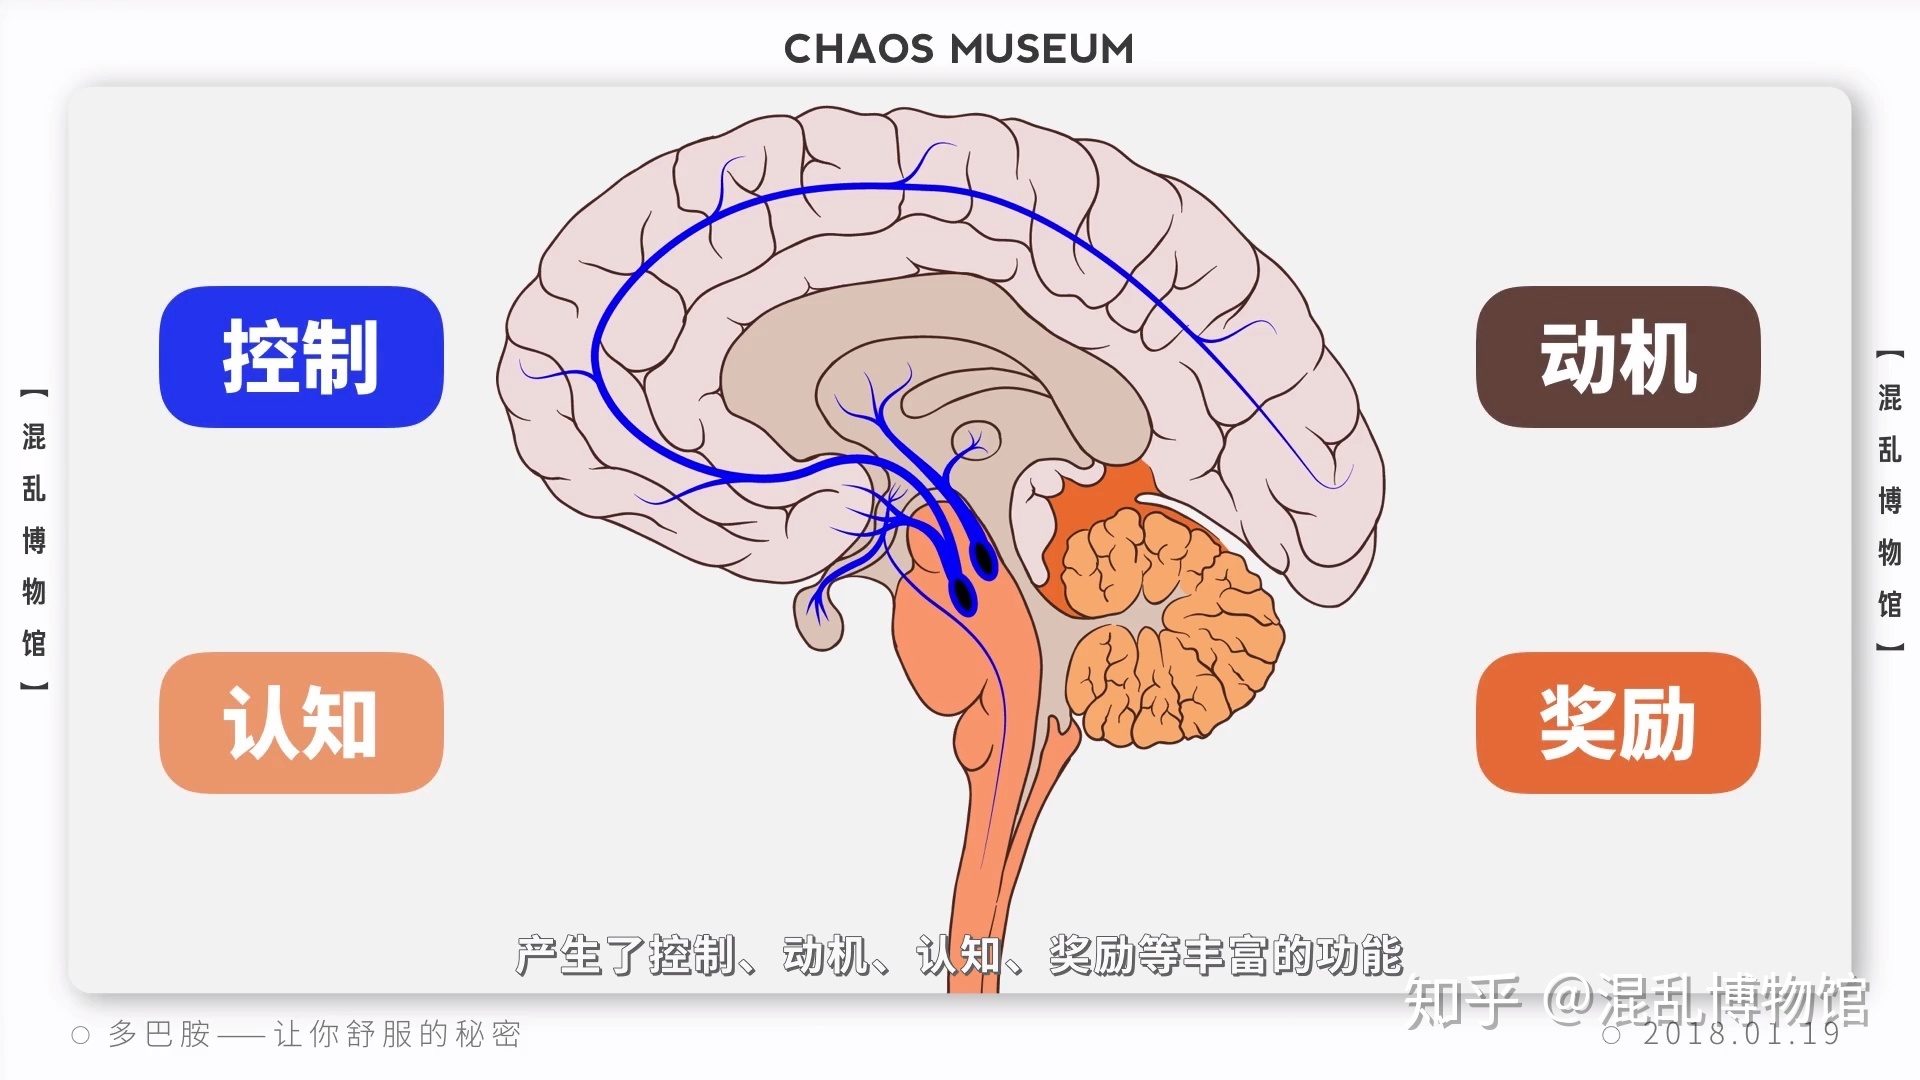 CHAOS MUSEUM
控制
动机
【混乱博物馆】
【混乱博物馆】
认知
奖励
产生了控制、动机、认知、奖励等丰富的功能
知乎 @混乱博物馆
多巴胺——让你舒服的秘密
2018.01.19